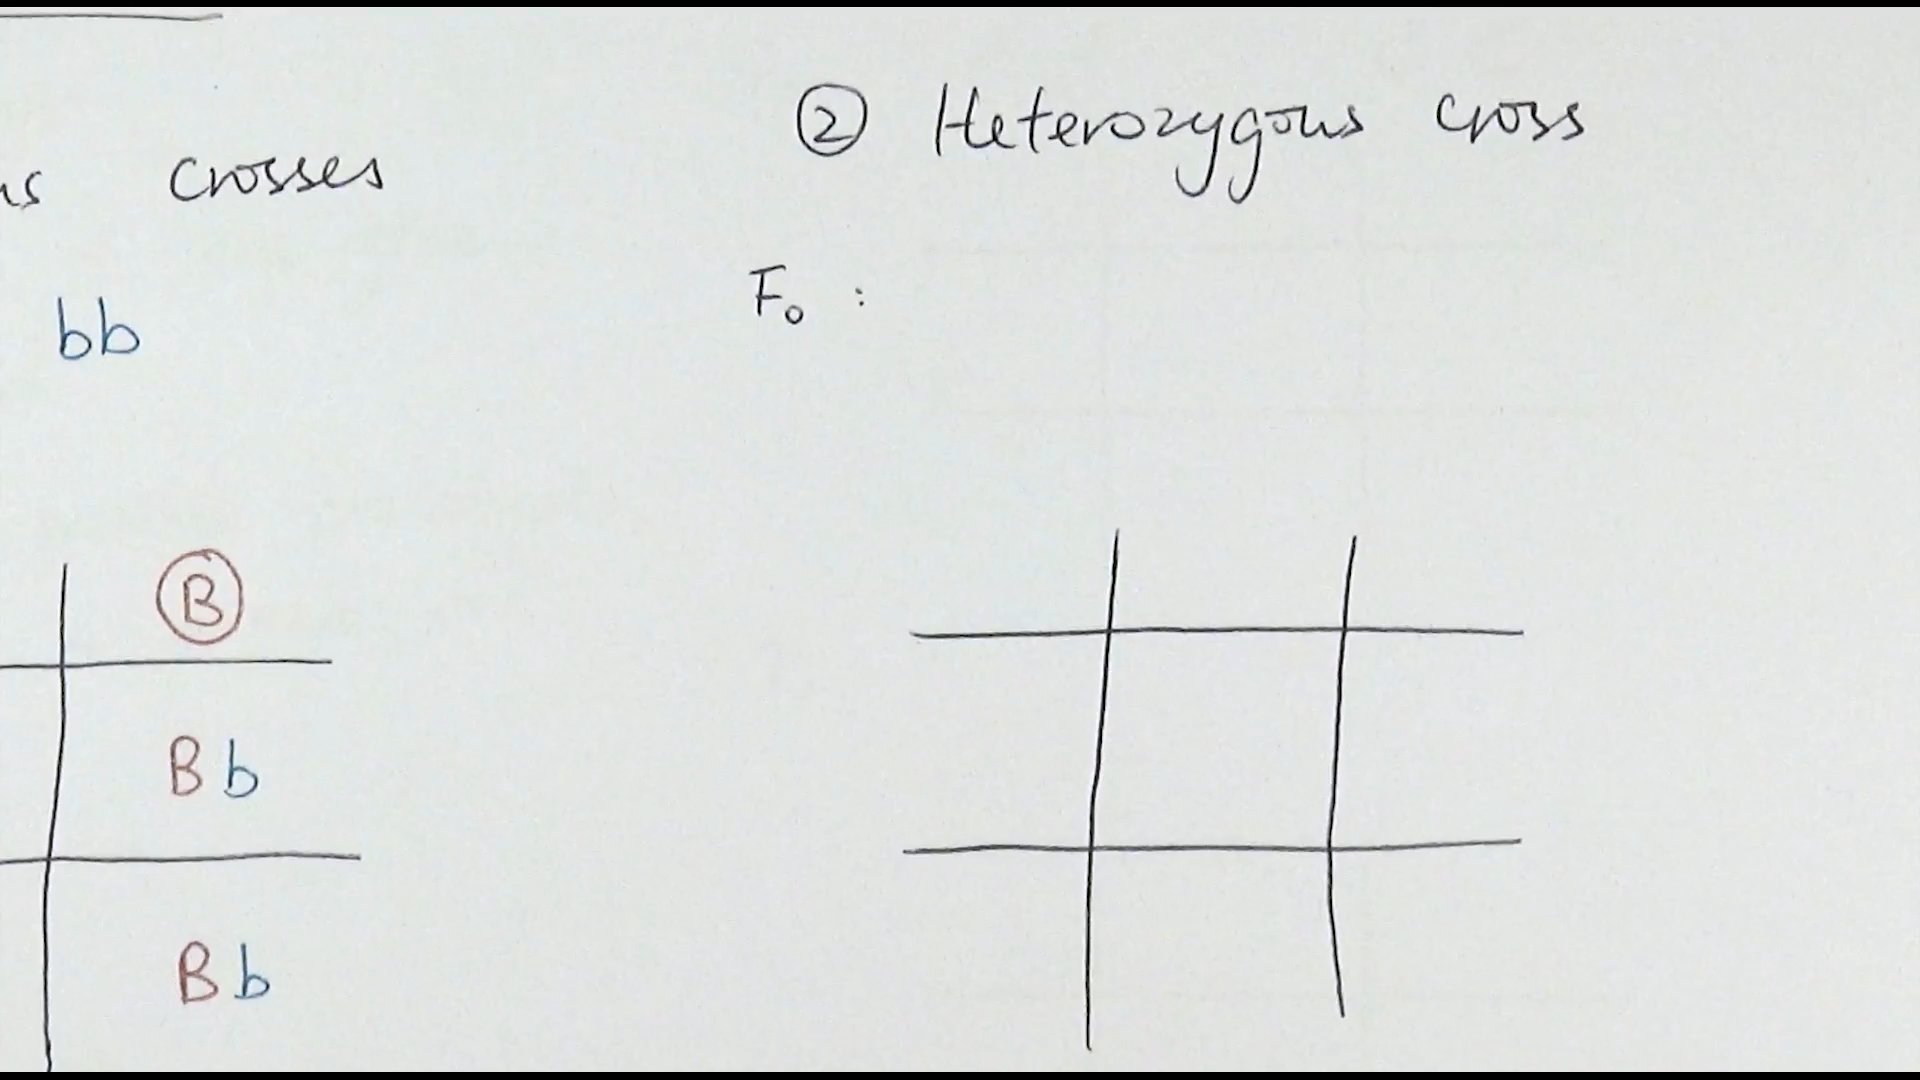 crosses
bb
B
Bb
Bb
② Heterozygous cross
F₀ :